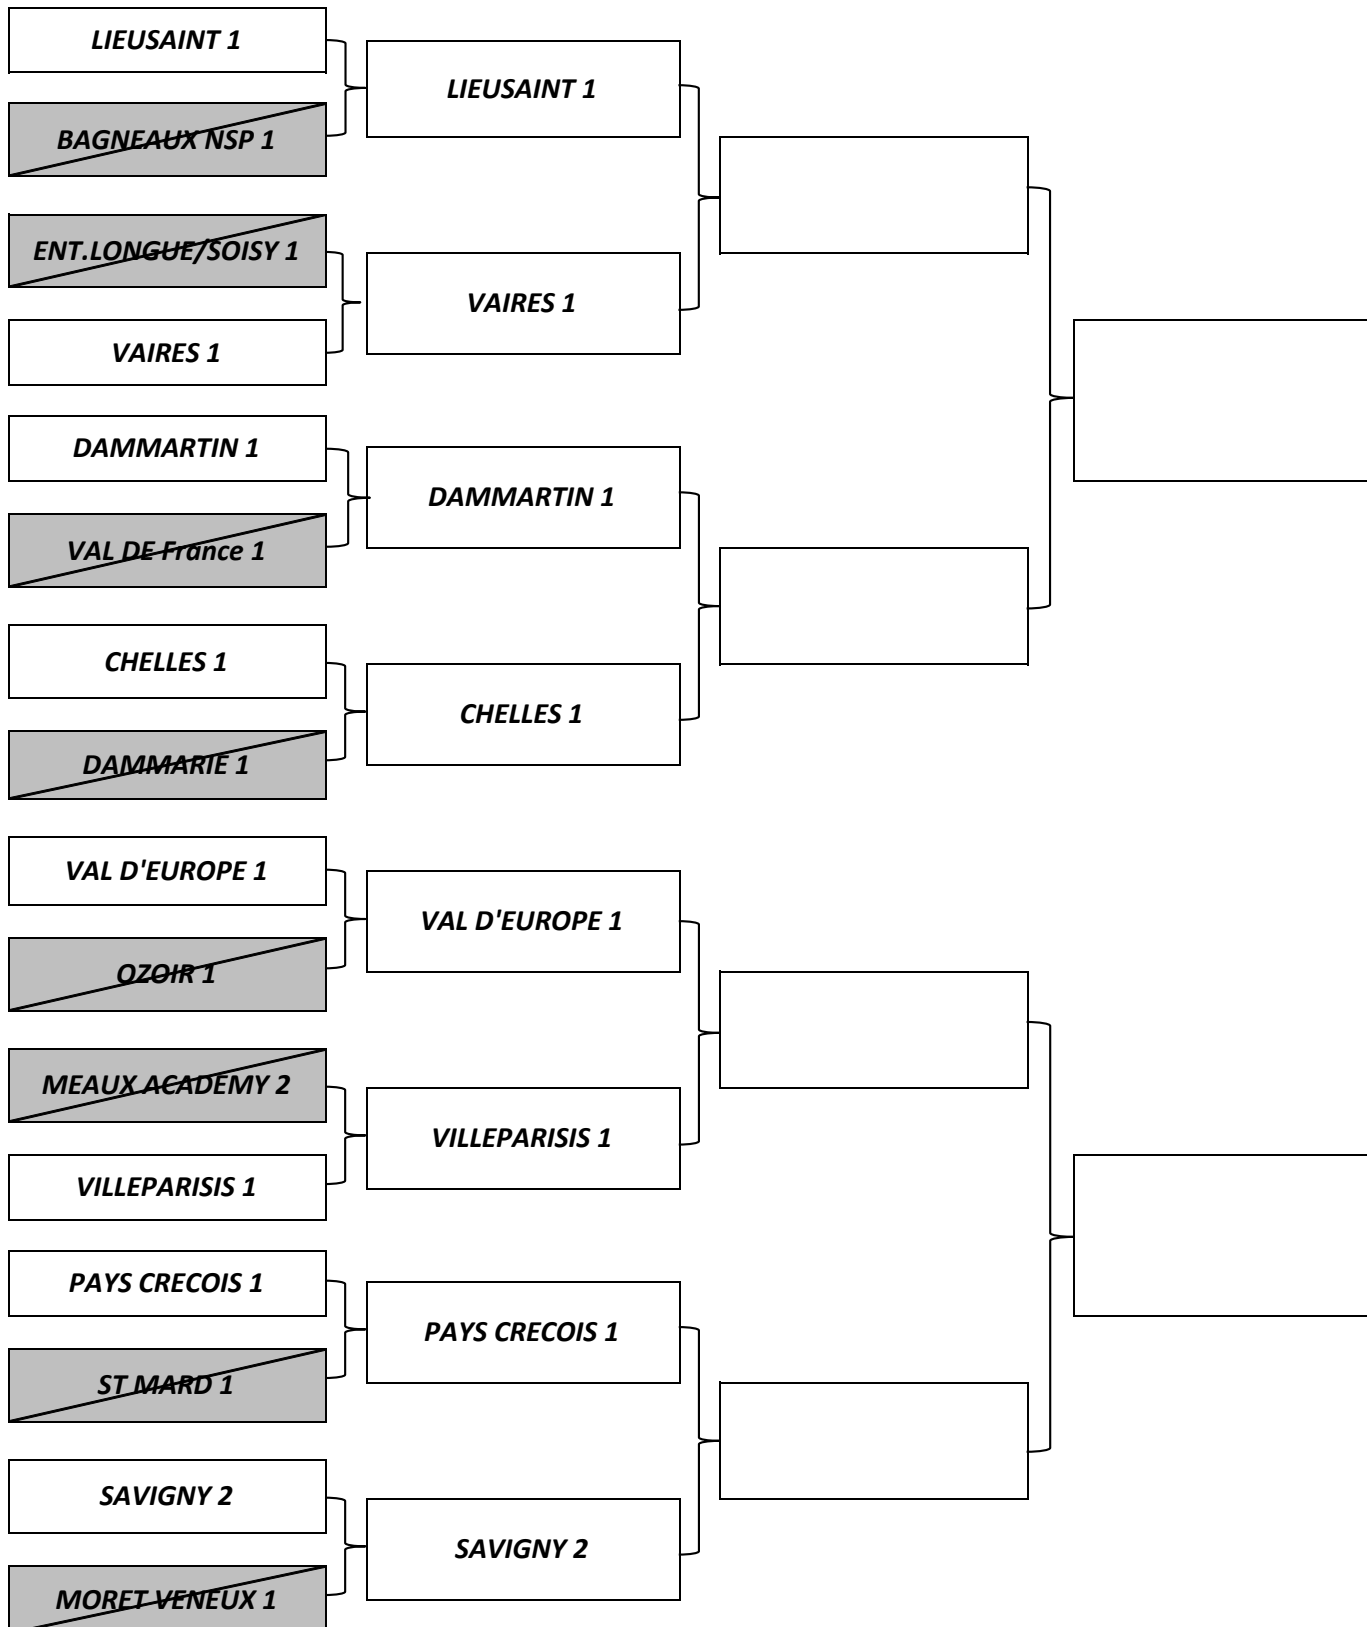 LIEUSAINT 1
BAGNEAUX NSP 1
ENT.LONGUE/SOISY 1
VAIRES 1
DAMMARTIN 1
VAL DE France 1
CHELLES 1
DAMMARIE 1
VAL D'EUROPE 1
OZOIR 1
MEAUX ACADEMY 2
VILLEPARISIS 1
PAYS CRECOIS 1
ST MARD 1
SAVIGNY 2
MORET VENEUX 1
LIEUSAINT 1
VAIRES 1
DAMMARTIN 1
CHELLES 1
VAL D'EUROPE 1
VILLEPARISIS 1
PAYS CRECOIS 1
SAVIGNY 2